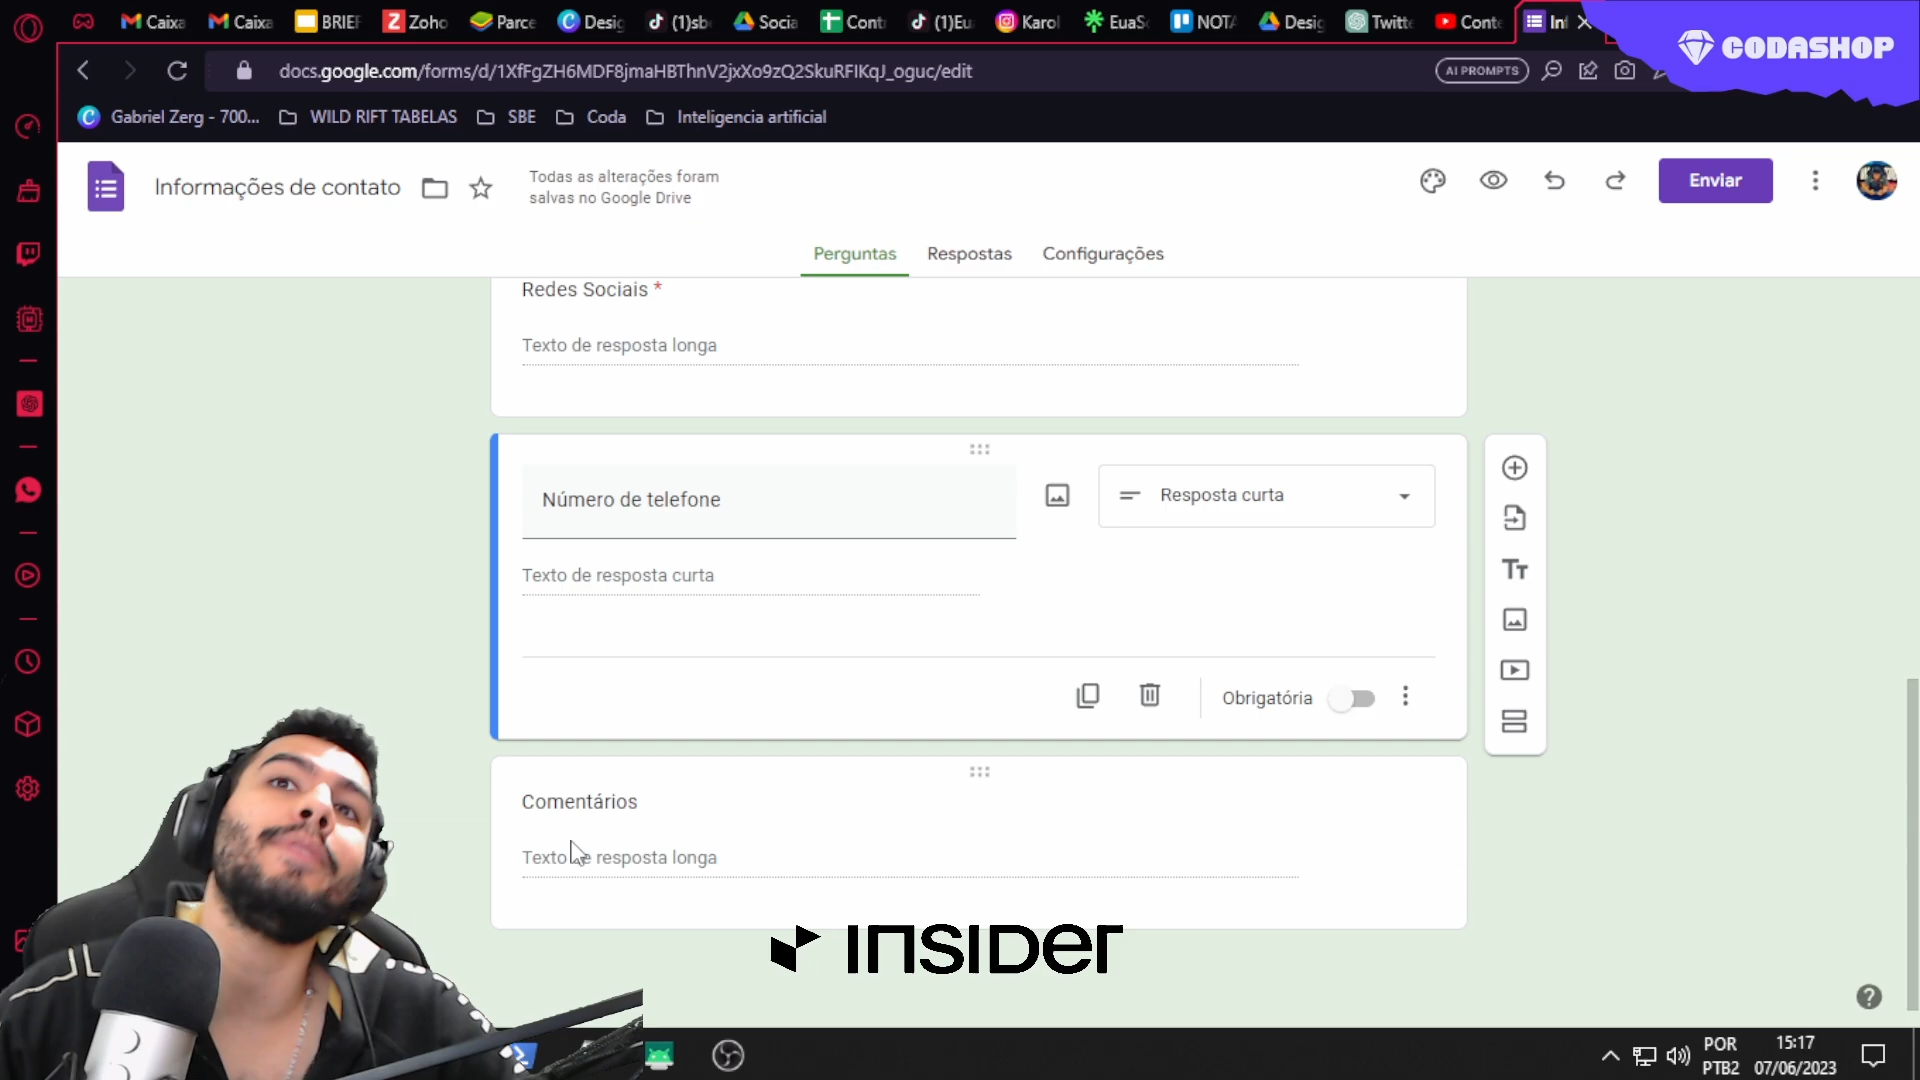 Caixa
Caixa
BRIEF
Zoho
Parce
Desig
(1)sb
Socia
Cont
(1)Eu
Karol
EuaS
NOTA
Desig
Twitt
Conte
Inf
CODASHOP
docs.google.com/forms/d/1XfFgZH6MDF8jmaHBThnV2jxXo9zQ2SkuRFIKqJ_oguc/edit
AI PROMPTS
Gabriel Zerg - 700...
WILD RIFT TABELAS
SBE
Coda
Inteligencia artificial
Informações de contato
Todas as alterações foram
salvas no Google Drive
Enviar
Perguntas
Respostas
Configurações
Redes Sociais *
Texto de resposta longa
Número de telefone
Resposta curta
Texto de resposta curta
Tт
Obrigatória
Comentários
Texto de resposta longa
INSIDER
POR
PTB2
15:17
07/06/2023